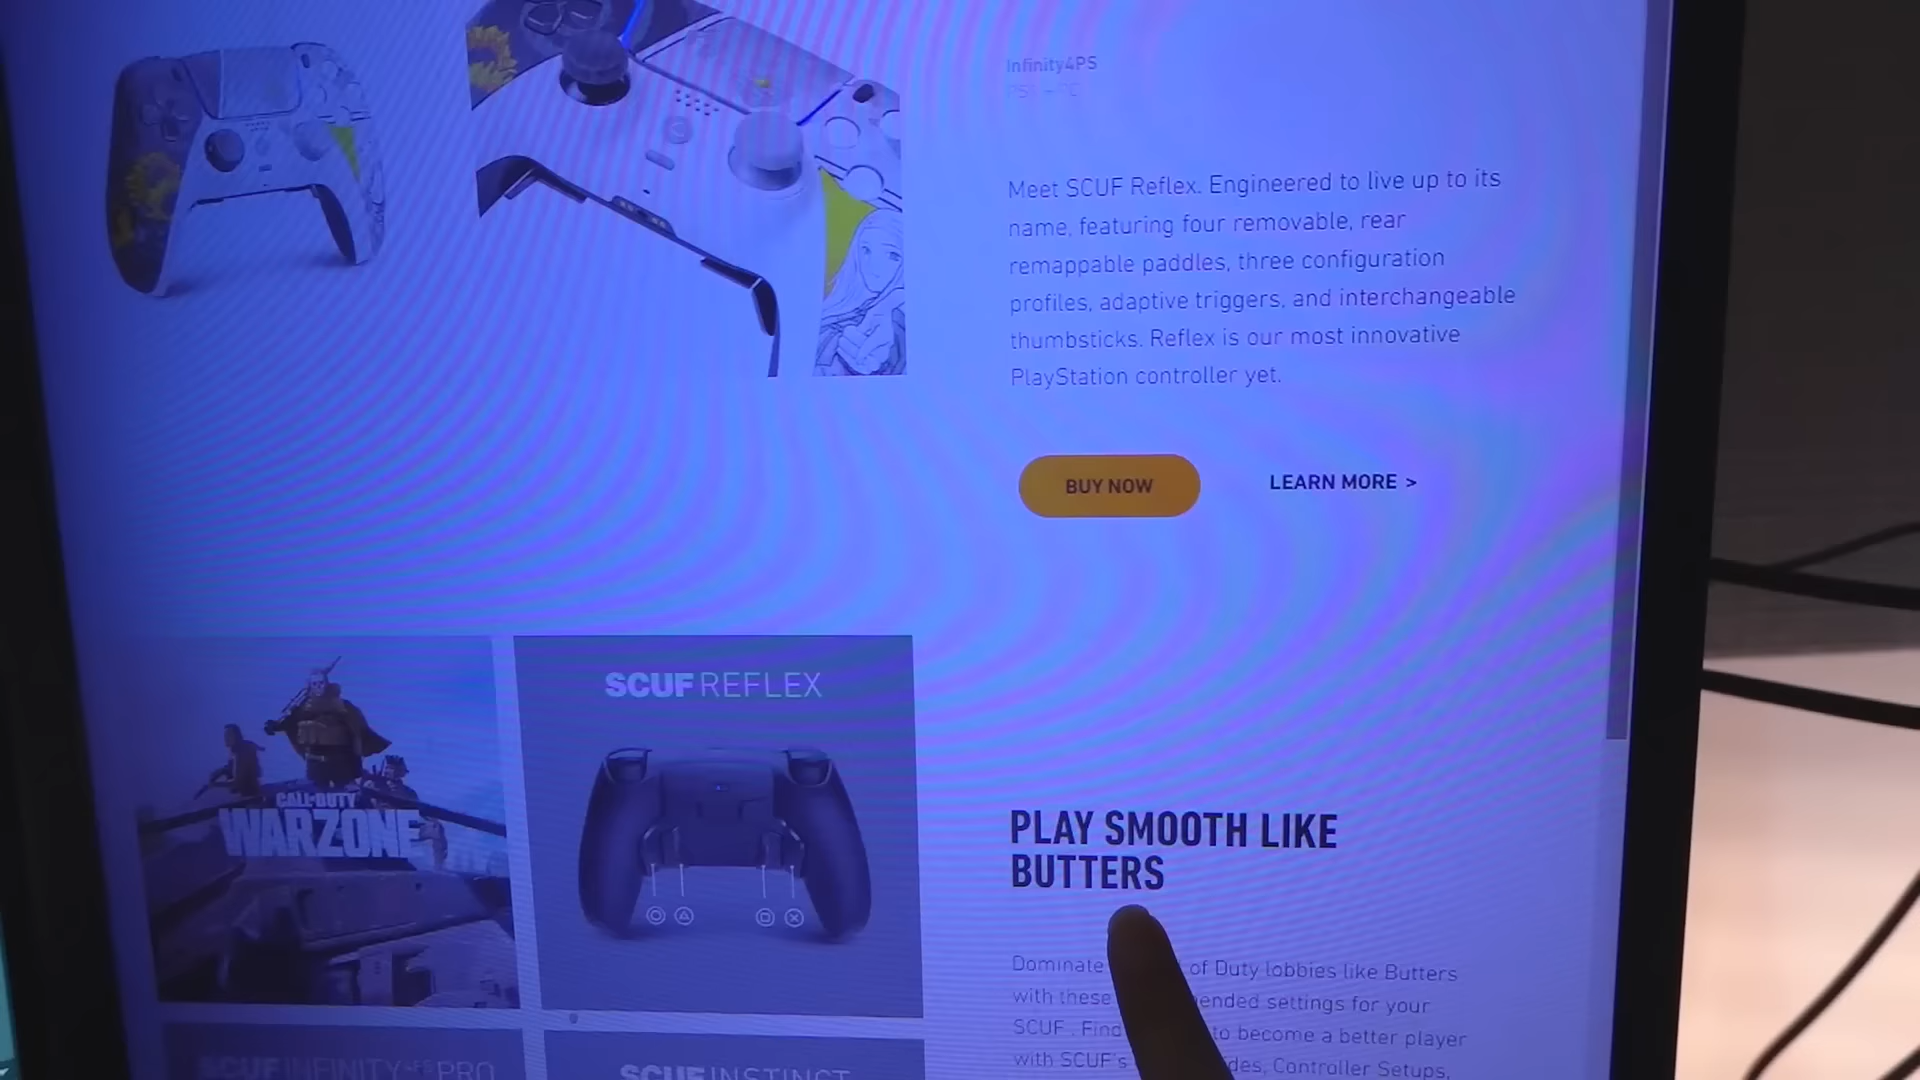 Infinity4PS
Meet SCUF Reflex. Engineered to live up to its
name, featuring four removable, rear
remappable paddles, three configuration
profiles, adaptive triggers, and interchangeable
thumbsticks. Reflex is our most innovative
PlayStation controller yet.
BUY NOW
LEARN MORE >
CALL OF DUTY
WARZONE
SCUF REFLEX
PLAY SMOOTH LIKE
BUTTERS
Dominate of Duty lobbies like Butters
with these settings for your
SCUF. Find to become a better player
with SCUF's Controller Setups,
SCUF INFINITY4PS PRO
SCUF INSTINCT